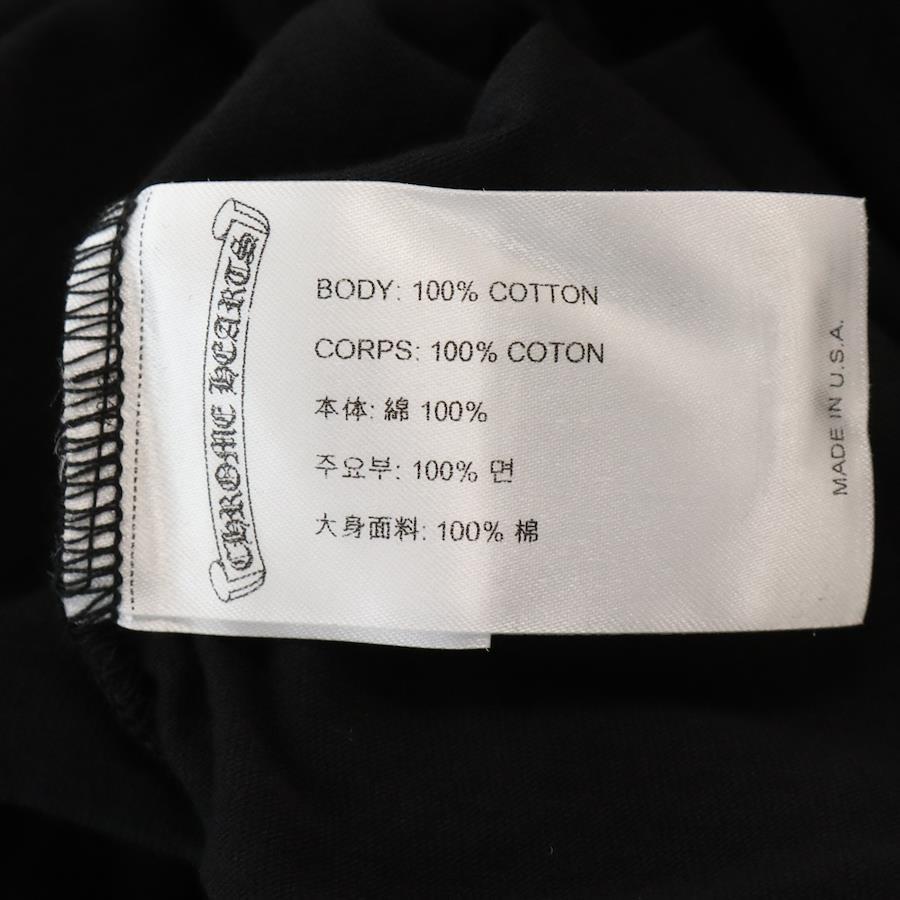 CHROME HEARTS
BODY: 100% COTTON
CORPS: 100% COTON
本体: 綿 100%
주요부: 100% 면
大身面料: 100% 棉
MADE IN U.S.A.